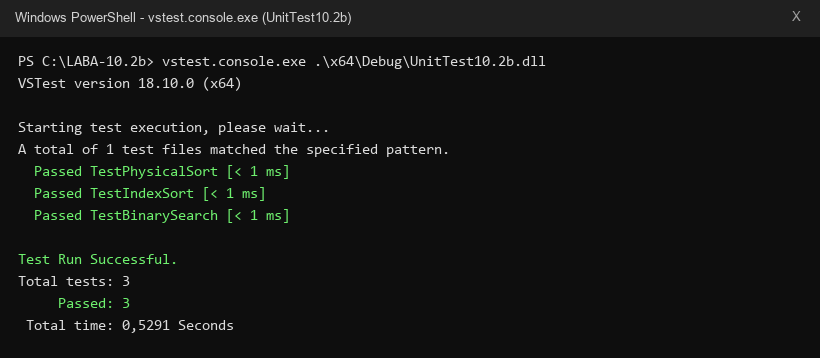 Windows PowerShell - vstest.console.exe (UnitTest10.2b)
X
PS C:\LABA-10.2b> vstest.console.exe .\x64\Debug\UnitTest10.2b.dll
VSTest version 18.10.0 (x64)
Starting test execution, please wait...
A total of 1 test files matched the specified pattern.
Passed TestPhysicalSort [< 1 ms]
Passed TestIndexSort [< 1 ms]
Passed TestBinarySearch [< 1 ms]
Test Run Successful.
Total tests: 3
Passed: 3
Total time: 0,5291 Seconds